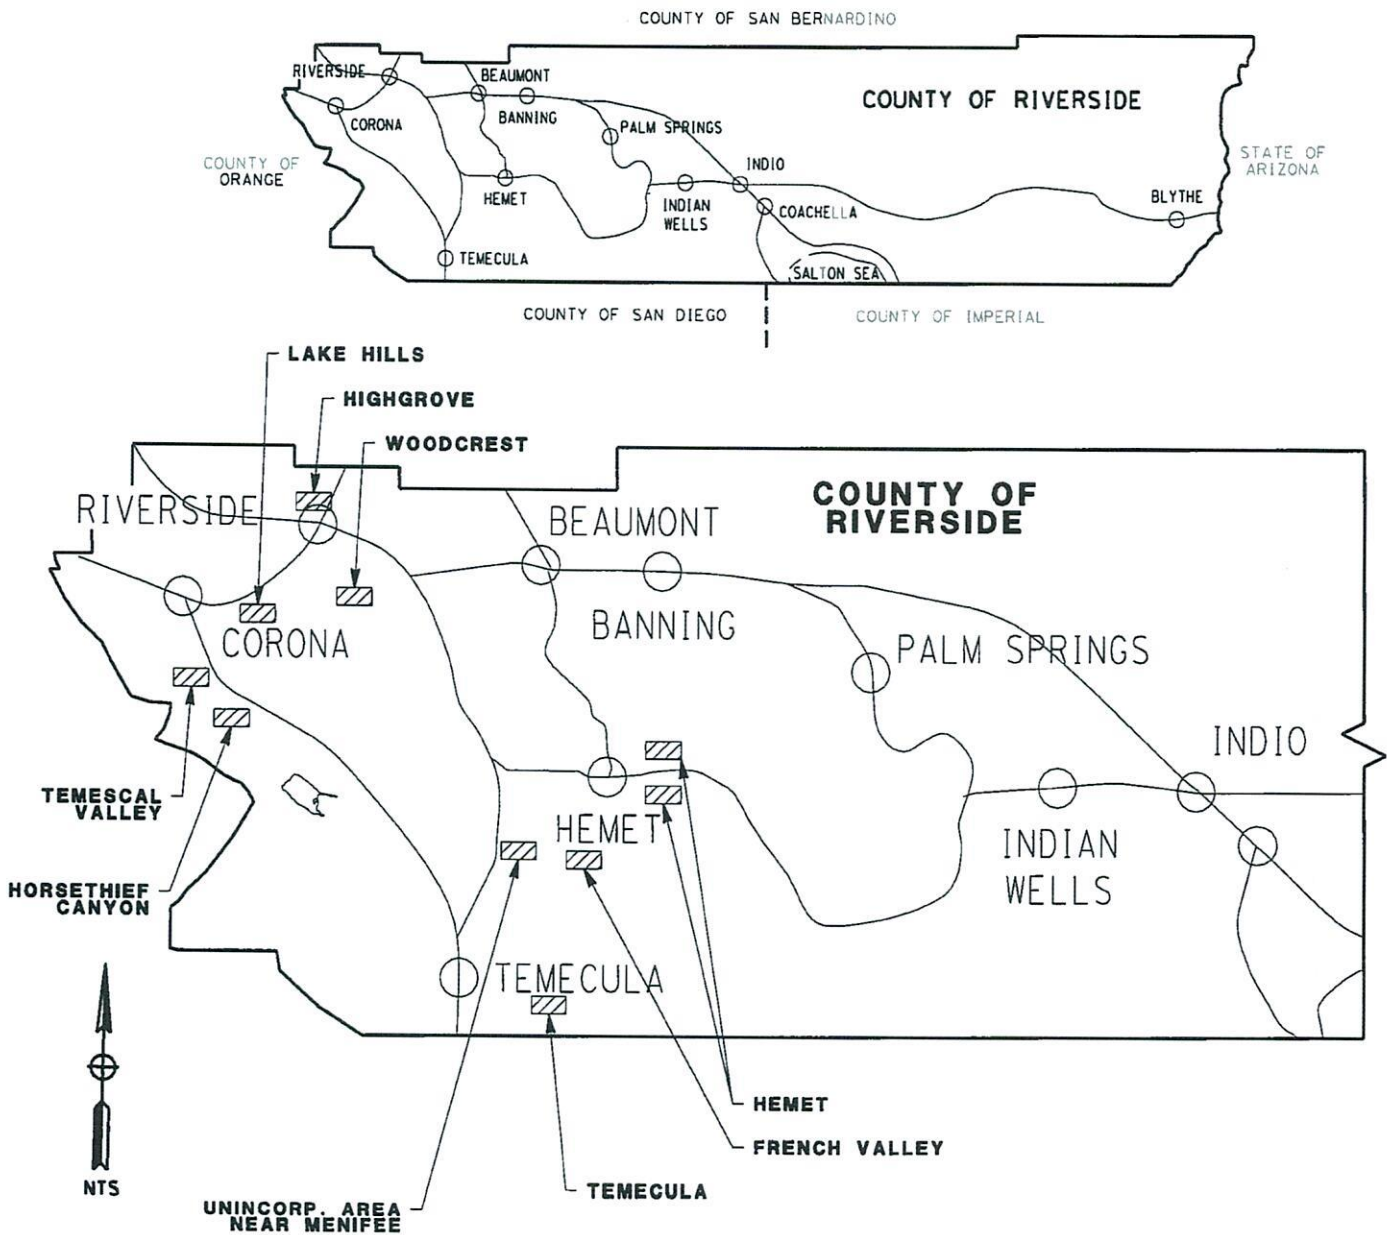 COUNTY OF SAN BERNARDINO
RIVERSIDE
BEAUMONT
COUNTY OF RIVERSIDE
BANNING
CORONA
PALM SPRINGS
COUNTY OF
ORANGE
STATE OF
ARIZONA
INDIO
HEMET
INDIAN
WELLS
COACHELLA
BLYTHE
TEMECULA
SALTON SEA
COUNTY OF SAN DIEGO
COUNTY OF IMPERIAL
LAKE HILLS
HIGHGROVE
WOODCREST
RIVERSIDE
BEAUMONT
COUNTY OF
RIVERSIDE
CORONA
BANNING
PALM SPRINGS
INDIO
TEMESCAL
VALLEY
HEMET
INDIAN
WELLS
HORSETHIEF
CANYON
TEMECULA
HEMET
FRENCH VALLEY
TEMECULA
UNINCORP. AREA
NEAR MENIFEE
NTS